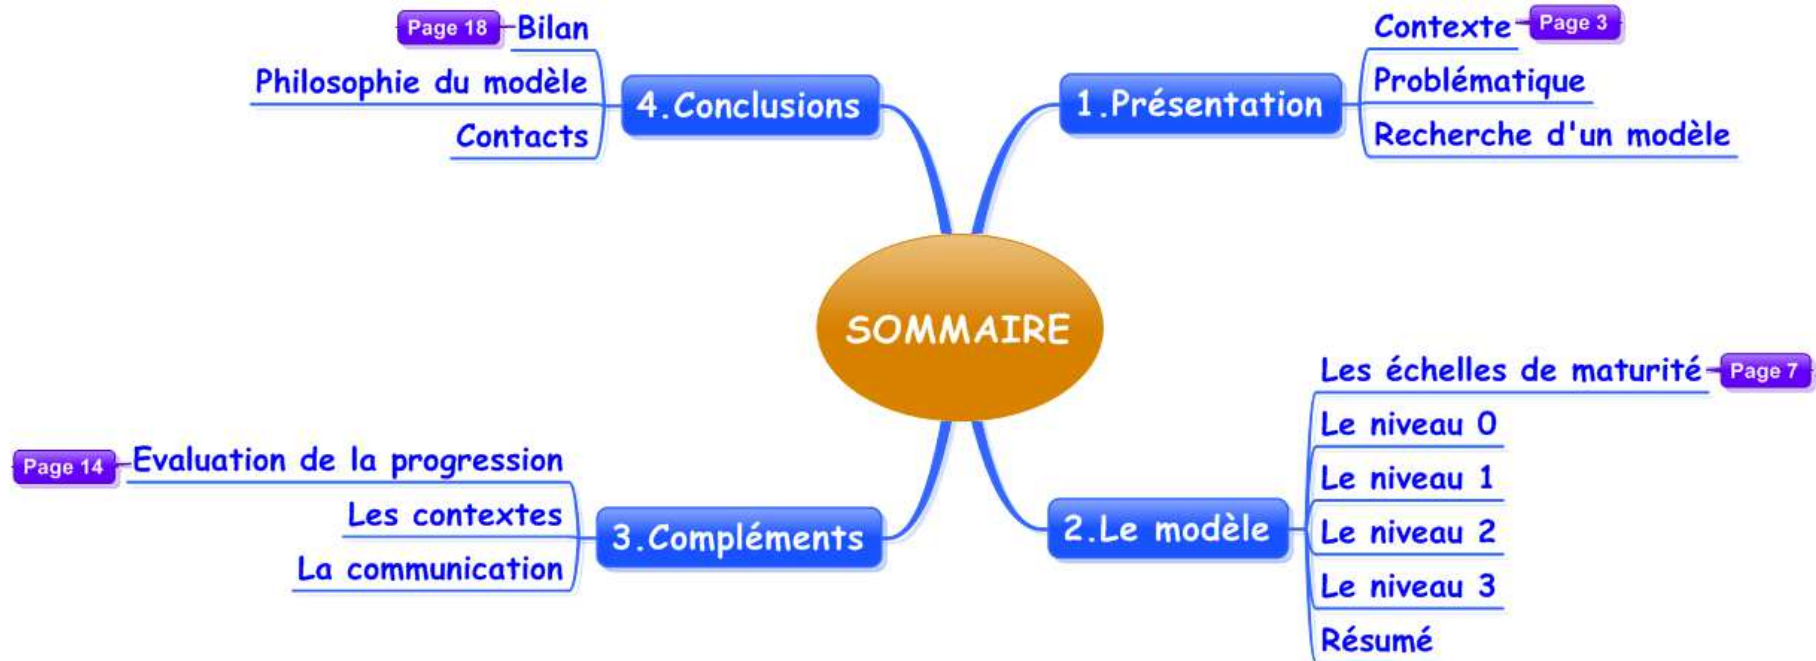 SOMMAIRE
1.Présentation
Contexte
Page 3
Problématique
Recherche d'un modèle
2.Le modèle
Les échelles de maturité
Page 7
Le niveau 0
Le niveau 1
Le niveau 2
Le niveau 3
Résumé
3.Compléments
Evaluation de la progression
Page 14
Les contextes
La communication
4.Conclusions
Bilan
Page 18
Philosophie du modèle
Contacts